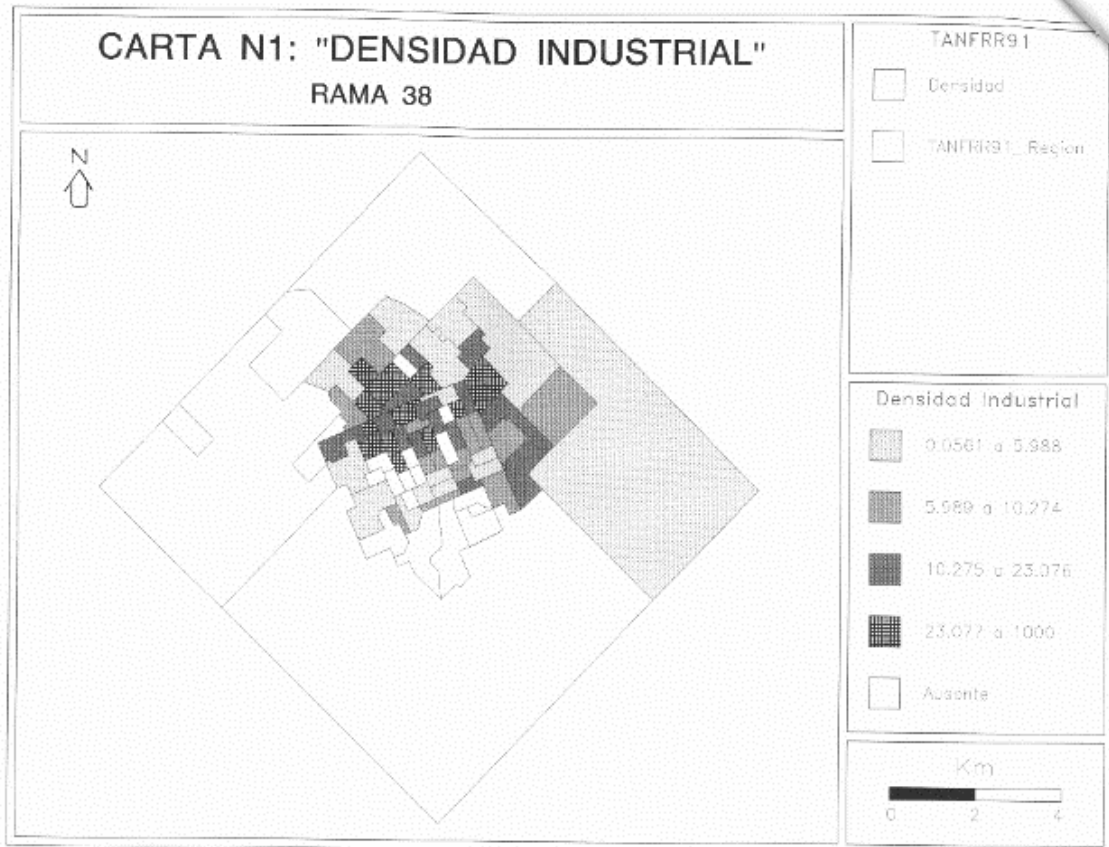 CARTA N1: "DENSIDAD INDUSTRIAL"
RAMA 38
N
TANFRR91
Densidad
TANFRR91_Region
Densidad Industrial
0.0561 a 5.988
5.989 a 10.274
10.275 a 23.076
23.077 a 1000
Ausente
Km
0 2 4